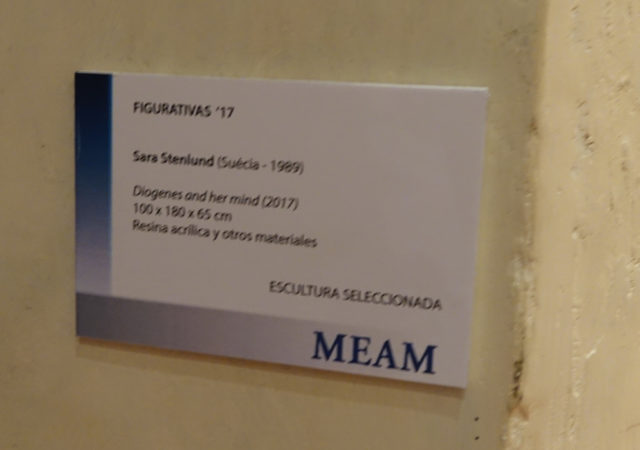 FIGURATIVAS '17
Sara Stenlund (Suécia - 1989)
Diogenes and her mind (2017)
100 x 180 x 65 cm
Resina acrílica y otros materiales
ESCULTURA SELECCIONADA
MEAM